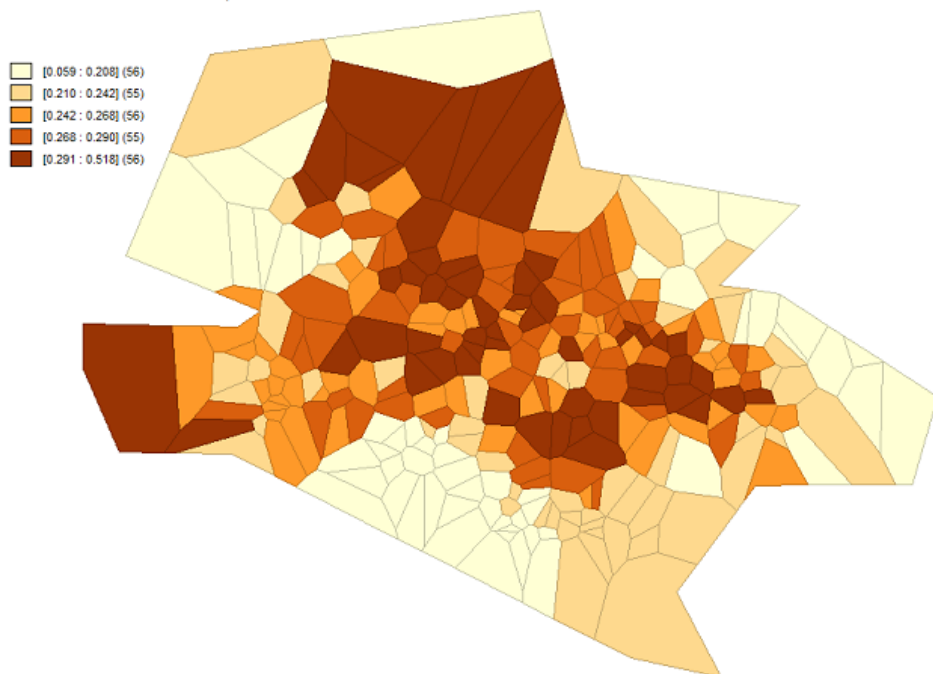 [0.059 : 0.208] (56)
[0.210 : 0.242] (55)
[0.242 : 0.268] (56)
[0.268 : 0.290] (55)
[0.291 : 0.518] (56)